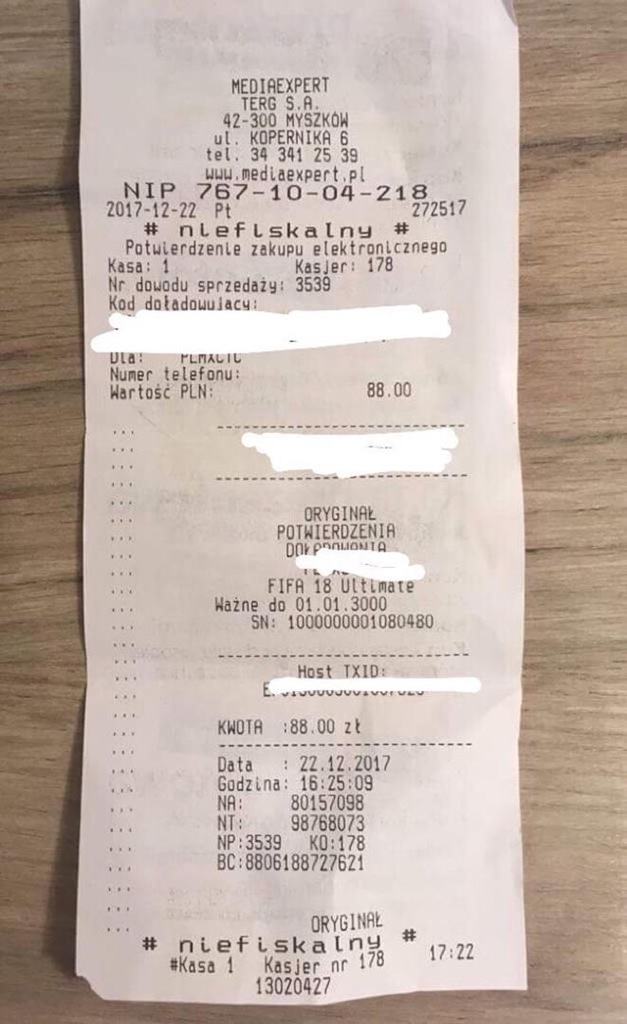 MEDIAEXPERT
TERG S.A.
42-300 MYSZKÓW
ul. KOPERNIKA 6
tel. 34 341 25 39
www.mediaexpert.pl
NIP 767-10-04-218
2017-12-22 Pt 272517
# niefiskalny #
Potwierdzenie zakupu elektronicznego
Kasa: 1 Kasjer: 178
Nr dowodu sprzedaży: 3539
Kod doładowujący:
Dla:
Numer telefonu:
Wartość PLN: 88.00
ORYGINAŁ
POTWIERDZENIA
DOŁADOWANIA
FIFA 18 Ultimate
Ważne do 01.01.3000
SN: 1000000001080480
Host TXID:
KWOTA :88.00 zł
Data : 22.12.2017
Godzina: 16:25:09
NA: 80157098
NT: 98768073
NP:3539 KO:178
BC:8806188727621
ORYGINAŁ
# niefiskalny #
#Kasa 1 Kasjer nr 178 17:22
13020427